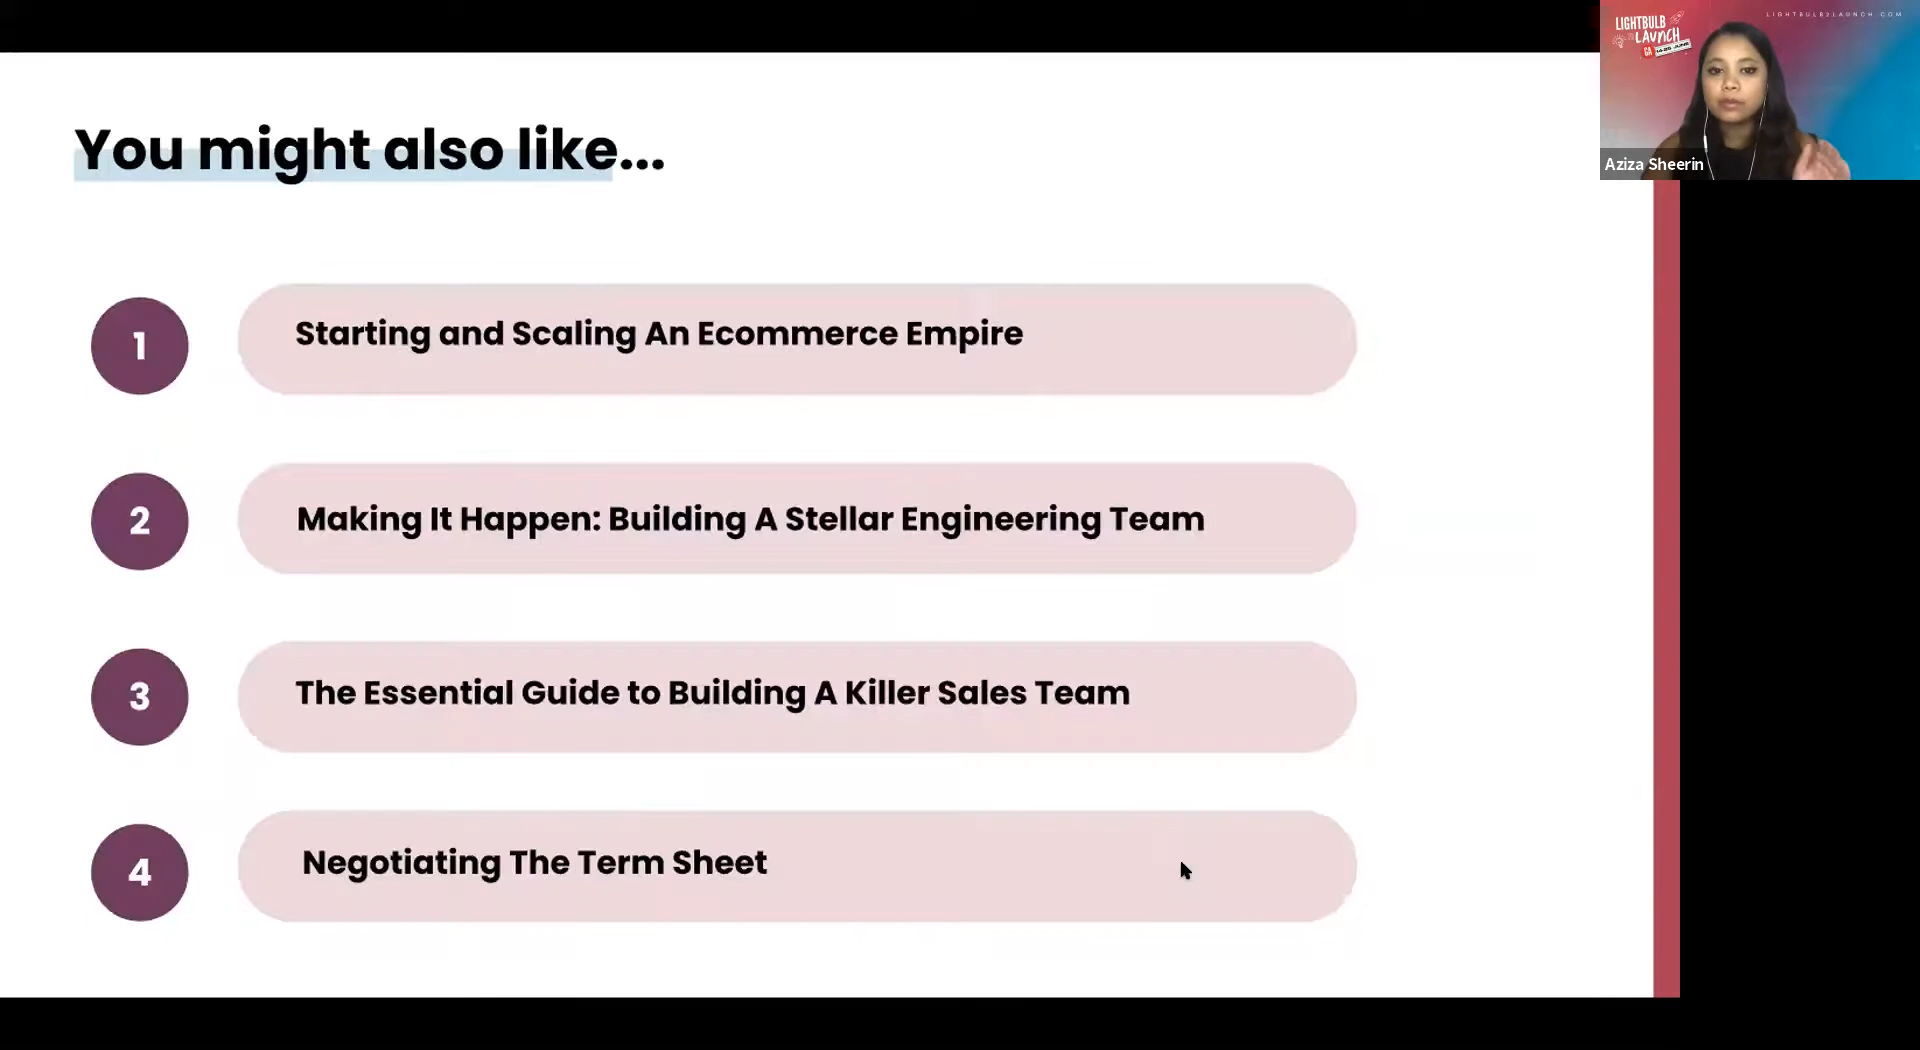 You might also like...
1
Starting and Scaling An Ecommerce Empire
2
Making It Happen: Building A Stellar Engineering Team
3
The Essential Guide to Building A Killer Sales Team
4
Negotiating The Term Sheet
LIGHTBULB
LAUNCH
GA
LIGHTBULB2LAUNCH.COM
Aziza Sheerin